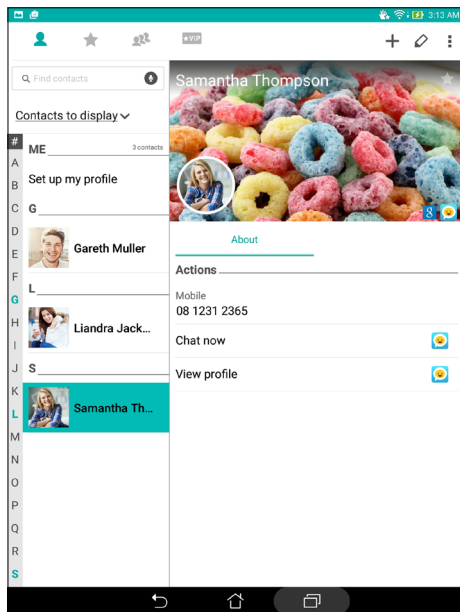 3:13 AM
VIP
Find contacts
Samantha Thompson
Contacts to display
#
A
B
C
D
E
F
G
H
I
J
K
L
M
N
O
P
Q
R
S
ME 3 contacts
Set up my profile
G
Gareth Muller
L
Liandra Jack...
S
Samantha Th...
8
About
Actions
Mobile
08 1231 2365
Chat now
View profile